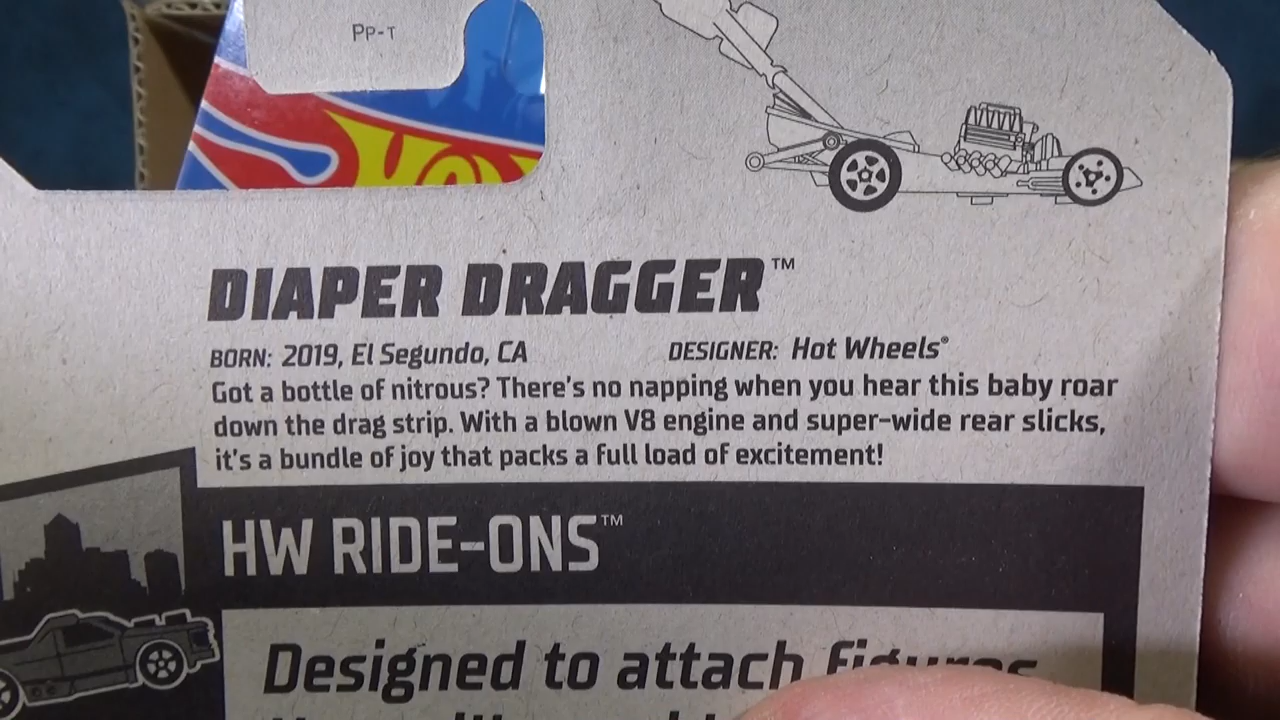 PP-T
DIAPER DRAGGER™
BORN: 2019, El Segundo, CA DESIGNER: Hot Wheels®
Got a bottle of nitrous? There's no napping when you hear this baby roar
down the drag strip. With a blown V8 engine and super-wide rear slicks,
it's a bundle of joy that packs a full load of excitement!
HW RIDE-ONS™
Designed to attach figures